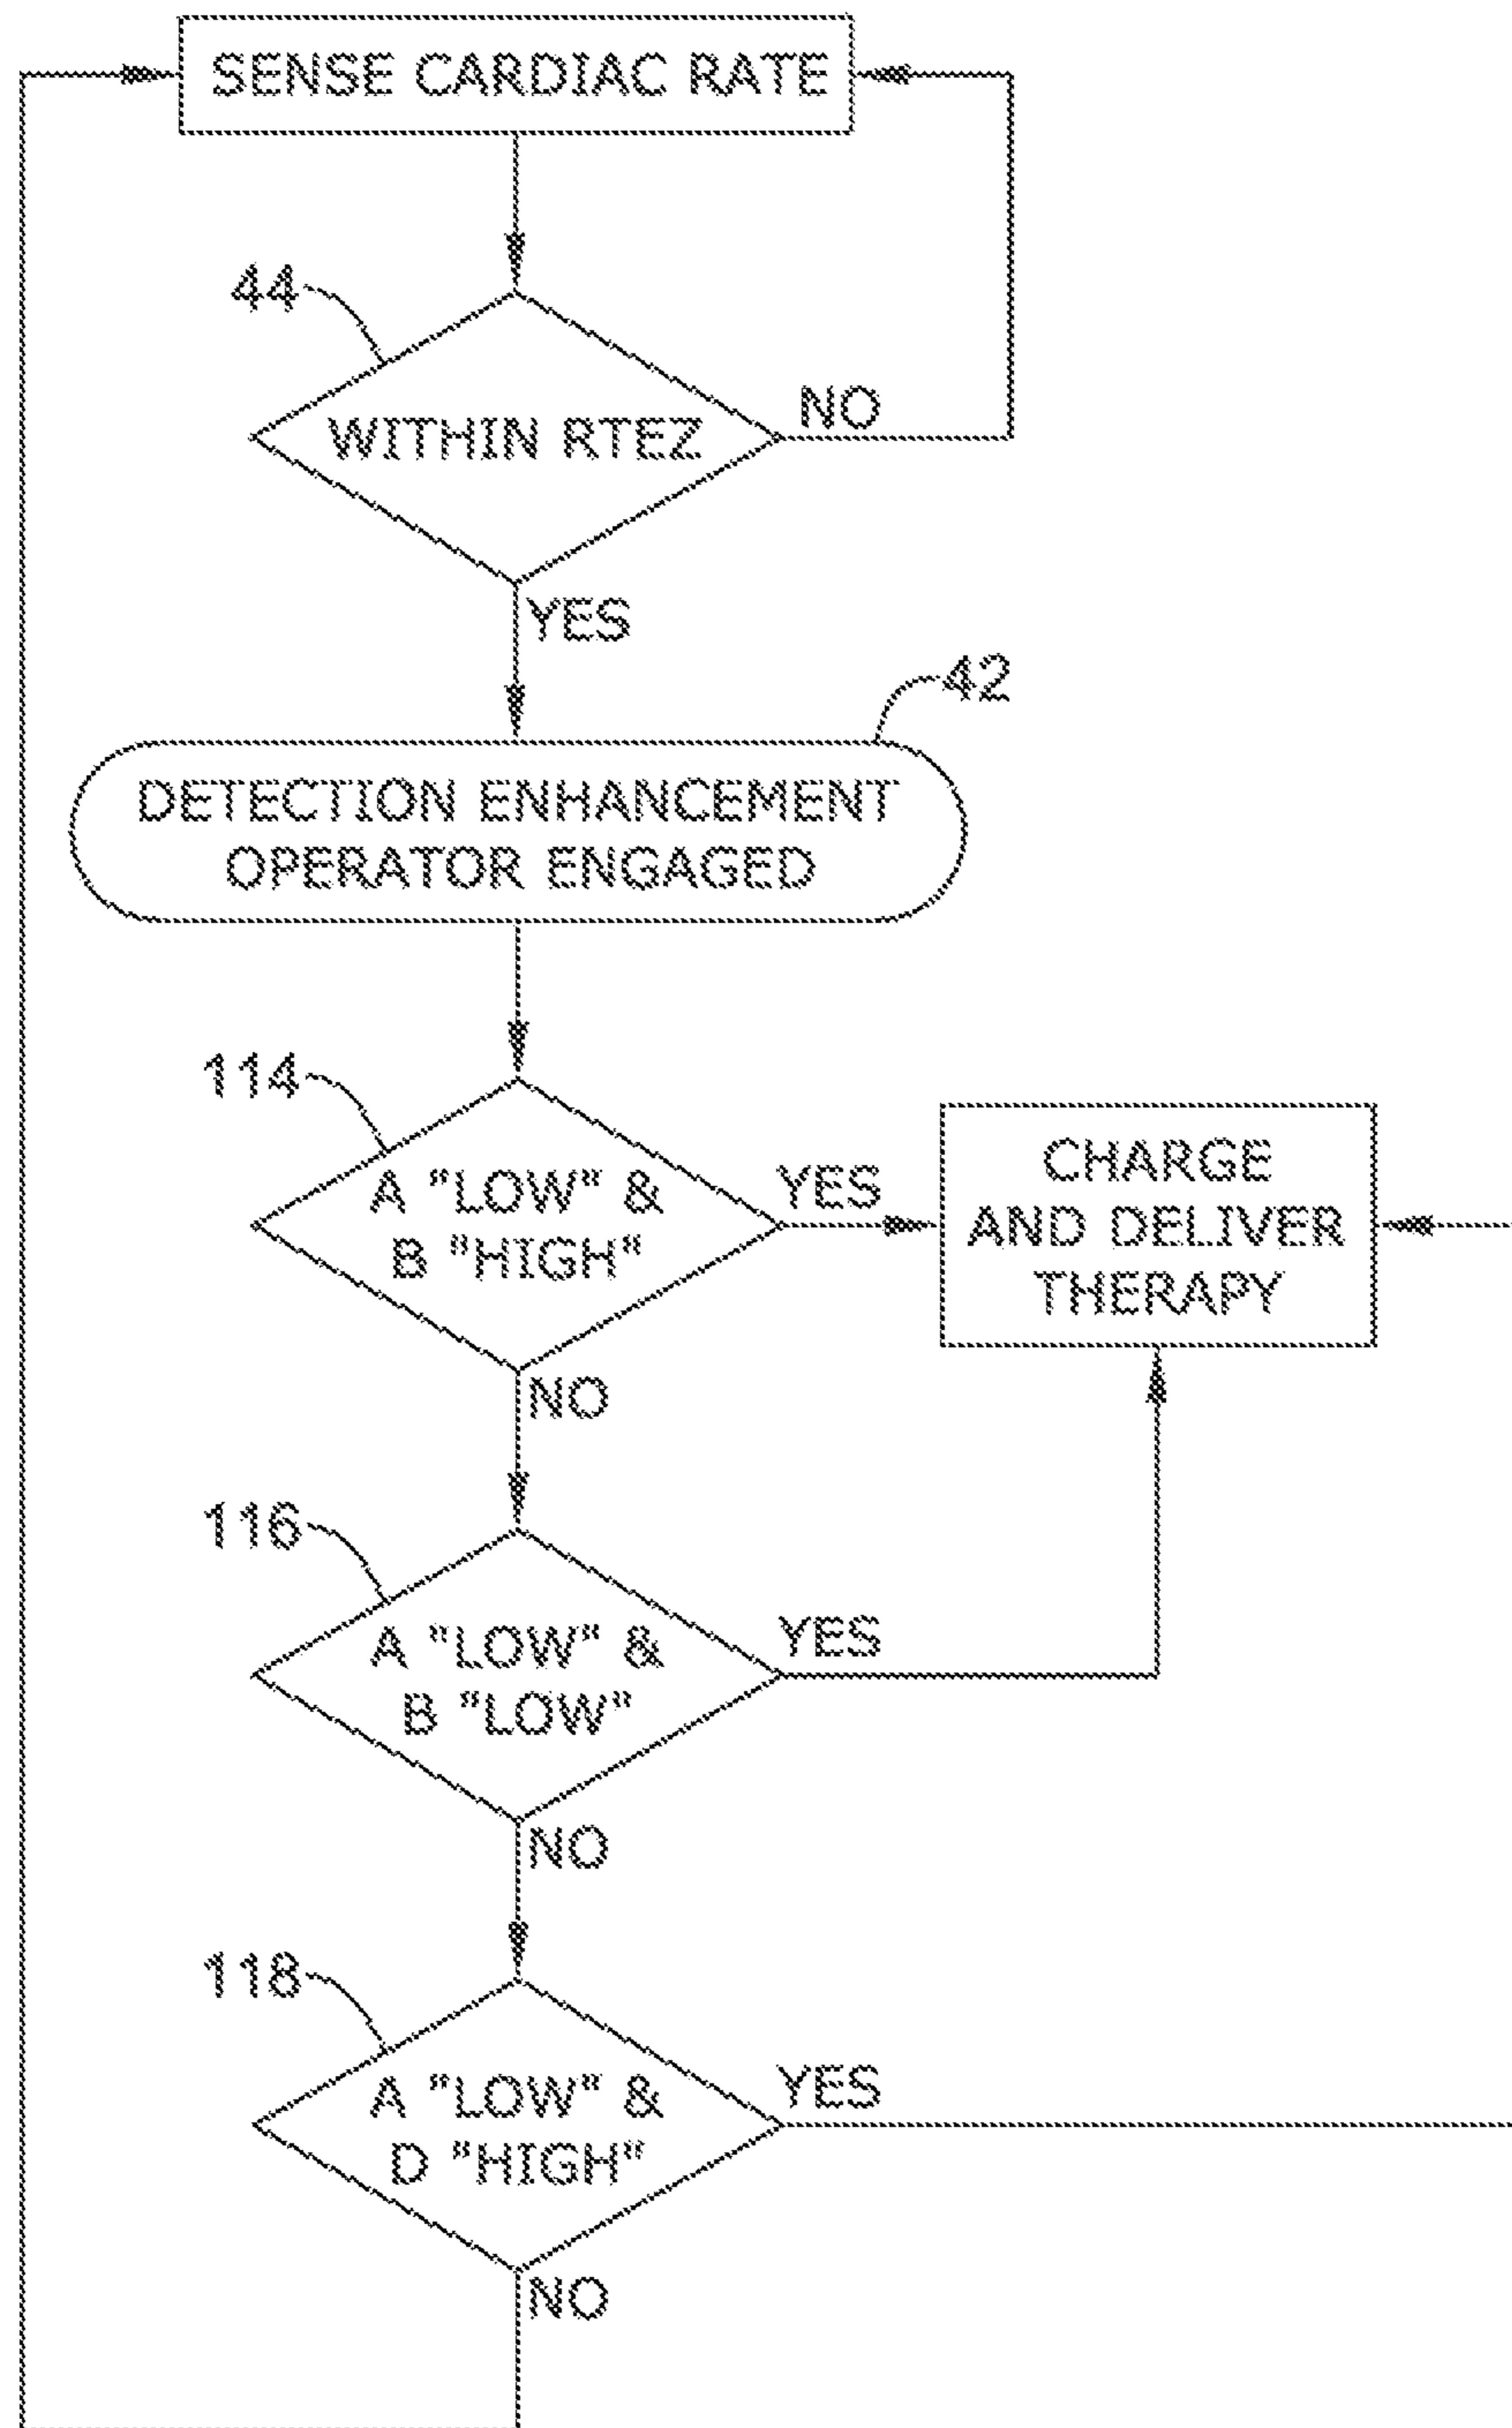 SENSE CARDIAC RATE
44
WITHIN RTEZ
NO
YES
42
DETECTION ENHANCEMENT
OPERATOR ENGAGED
114
A "LOW" &
B "HIGH"
YES
CHARGE
AND DELIVER
THERAPY
NO
116
A "LOW" &
B "LOW"
YES
NO
118
A "LOW" &
D "HIGH"
YES
NO